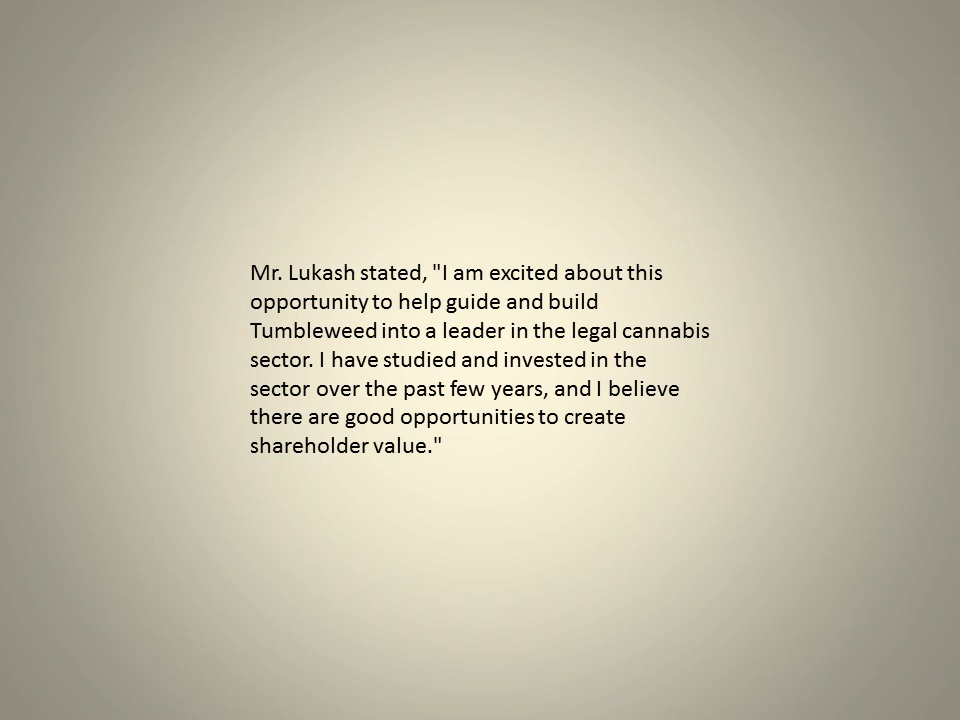 Mr. Lukash stated, "I am excited about this
opportunity to help guide and build
Tumbleweed into a leader in the legal cannabis
sector. I have studied and invested in the
sector over the past few years, and I believe
there are good opportunities to create
shareholder value."